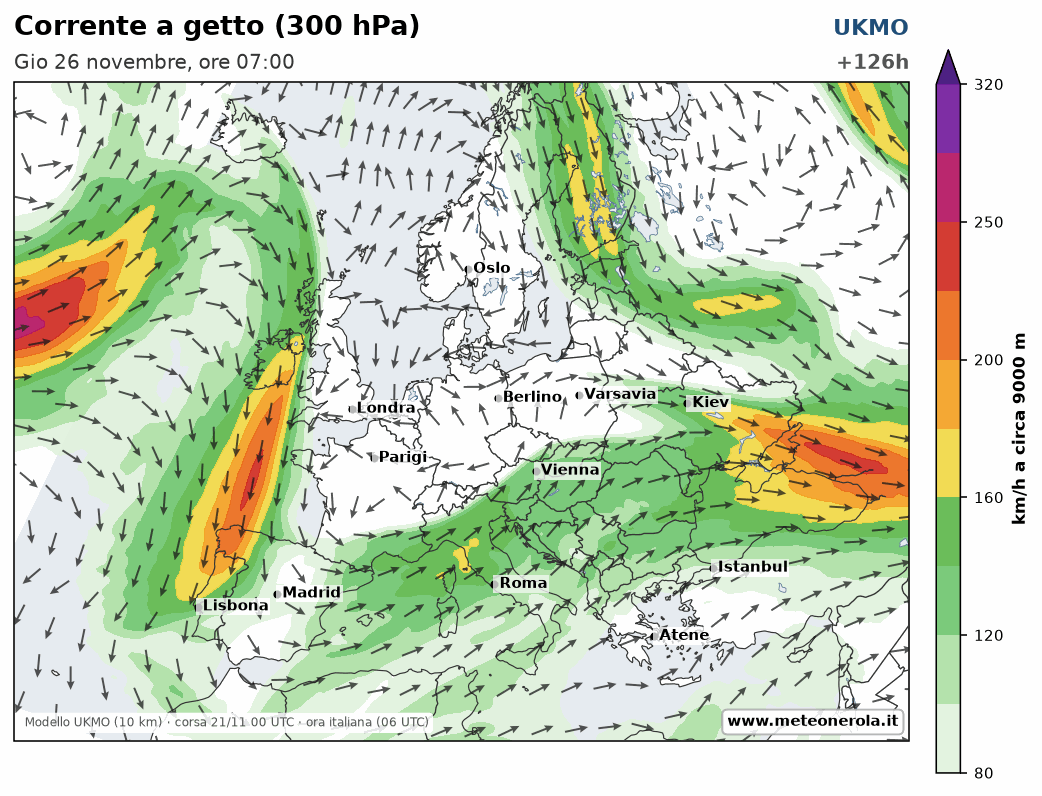 Corrente a getto (300 hPa)
UKMO
Gio 26 novembre, ore 07:00
+126h
320
250
Oslo
200
Berlino
Varsavia
Kiev
Londra
Parigi
Vienna
160
km/h a circa 9000 m
Istanbul
Roma
Madrid
Lisbona
120
Atene
Modello UKMO (10 km) · corsa 21/11 00 UTC · ora italiana (06 UTC)
www.meteonerola.it
80